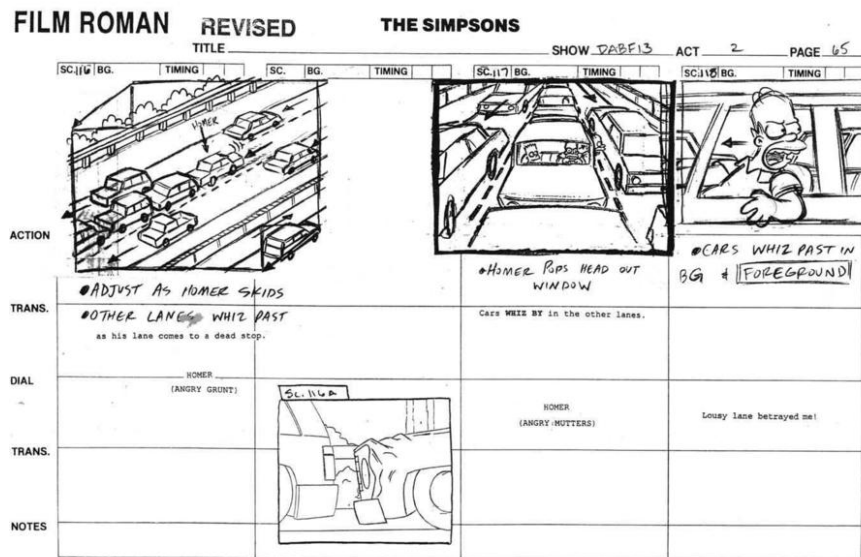 FILM ROMAN
REVISED
THE SIMPSONS
TITLE
SHOW DABF13
ACT 2
PAGE 65
SC. 116 BG. TIMING
SC. BG. TIMING
SC. 117 BG. TIMING
SC. 118 BG. TIMING
HOMER
ACTION
•ADJUST AS HOMER SKIDS
•OTHER LANES WHIZ PAST
as his lane comes to a dead stop.
•HOMER POPS HEAD OUT
WINDOW
Cars WHIZ BY in the other lanes.
•CARS WHIZ PAST IN
BG & FOREGROUND
TRANS.
DIAL
HOMER
(ANGRY GRUNT)
SC. 116A
HOMER
(ANGRY MUTTERS)
Lousy lane betrayed me!
TRANS.
NOTES